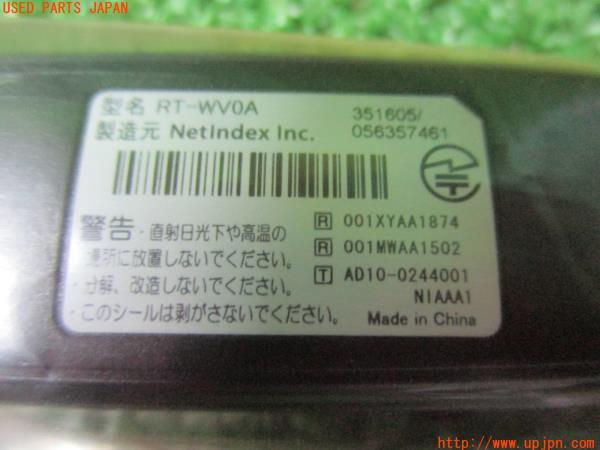 USED PARTS JAPAN
型名 RT-WV0A
製造元 NetIndex Inc.
351605/
056357461
R 001XYAA1874
R 001MWAA1502
T AD10-0244001
NIAAA1
Made in China
警告・直射日光下や高温の
場所に放置しないでください。
・分解、改造しないでください。
・このシールは剥がさないでください。
http://www.upjpn.com